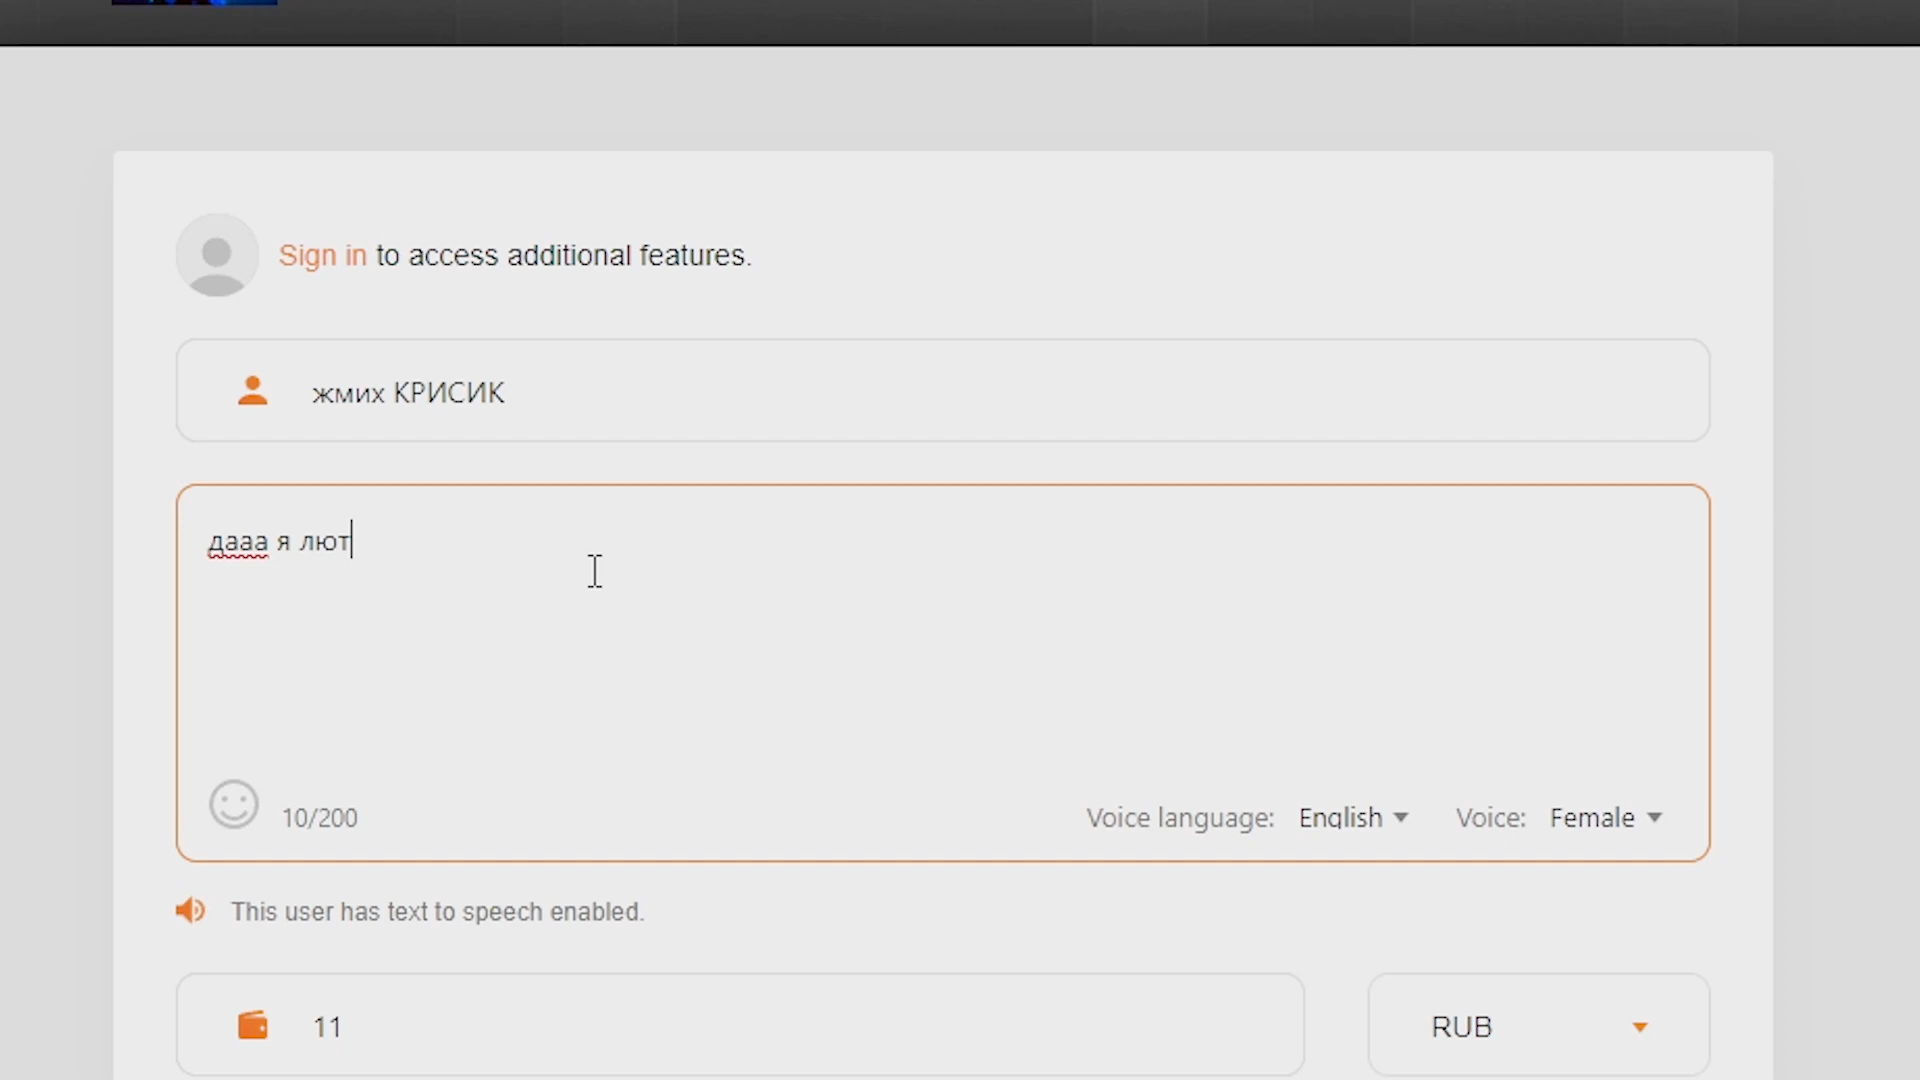 Sign in to access additional features.
жмих КРИСИК
дааа я лют
10/200
Voice language: English
Voice: Female
This user has text to speech enabled.
11
RUB